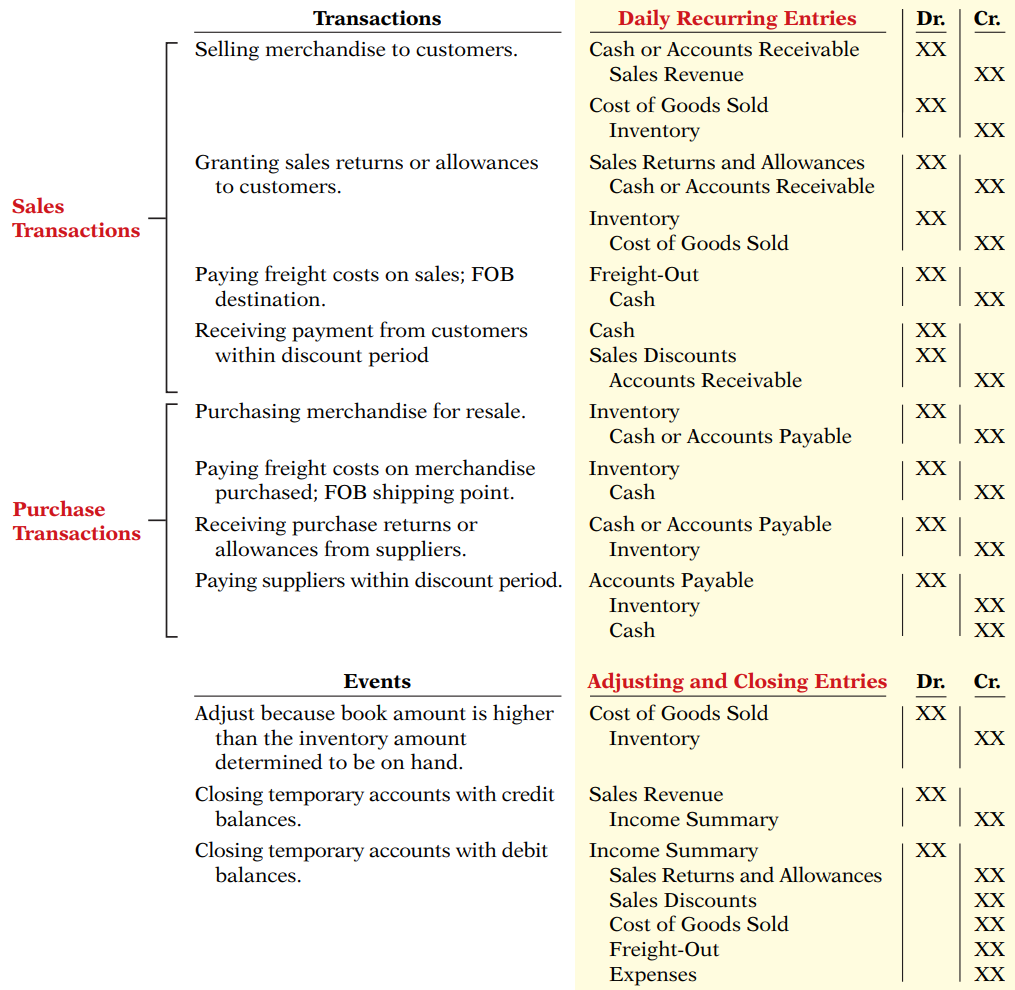 Transactions Daily Recurring Entries Dr. Cr.
Selling merchandise to customers. Cash or Accounts Receivable XX
Sales Revenue XX
Cost of Goods Sold XX
Inventory XX
Granting sales returns or allowances Sales Returns and Allowances XX
to customers. Cash or Accounts Receivable XX
Sales
Transactions
Inventory XX
Cost of Goods Sold XX
Paying freight costs on sales; FOB Freight-Out XX
destination. Cash XX
Receiving payment from customers Cash XX
within discount period Sales Discounts XX
Accounts Receivable XX
Purchasing merchandise for resale. Inventory XX
Cash or Accounts Payable XX
Paying freight costs on merchandise Inventory XX
purchased; FOB shipping point. Cash XX
Purchase
Transactions
Receiving purchase returns or Cash or Accounts Payable XX
allowances from suppliers. Inventory XX
Paying suppliers within discount period. Accounts Payable XX
Inventory XX
Cash XX
Events Adjusting and Closing Entries Dr. Cr.
Adjust because book amount is higher Cost of Goods Sold XX
than the inventory amount Inventory XX
determined to be on hand.
Closing temporary accounts with credit Sales Revenue XX
balances. Income Summary XX
Closing temporary accounts with debit Income Summary XX
balances. Sales Returns and Allowances XX
Sales Discounts XX
Cost of Goods Sold XX
Freight-Out XX
Expenses XX